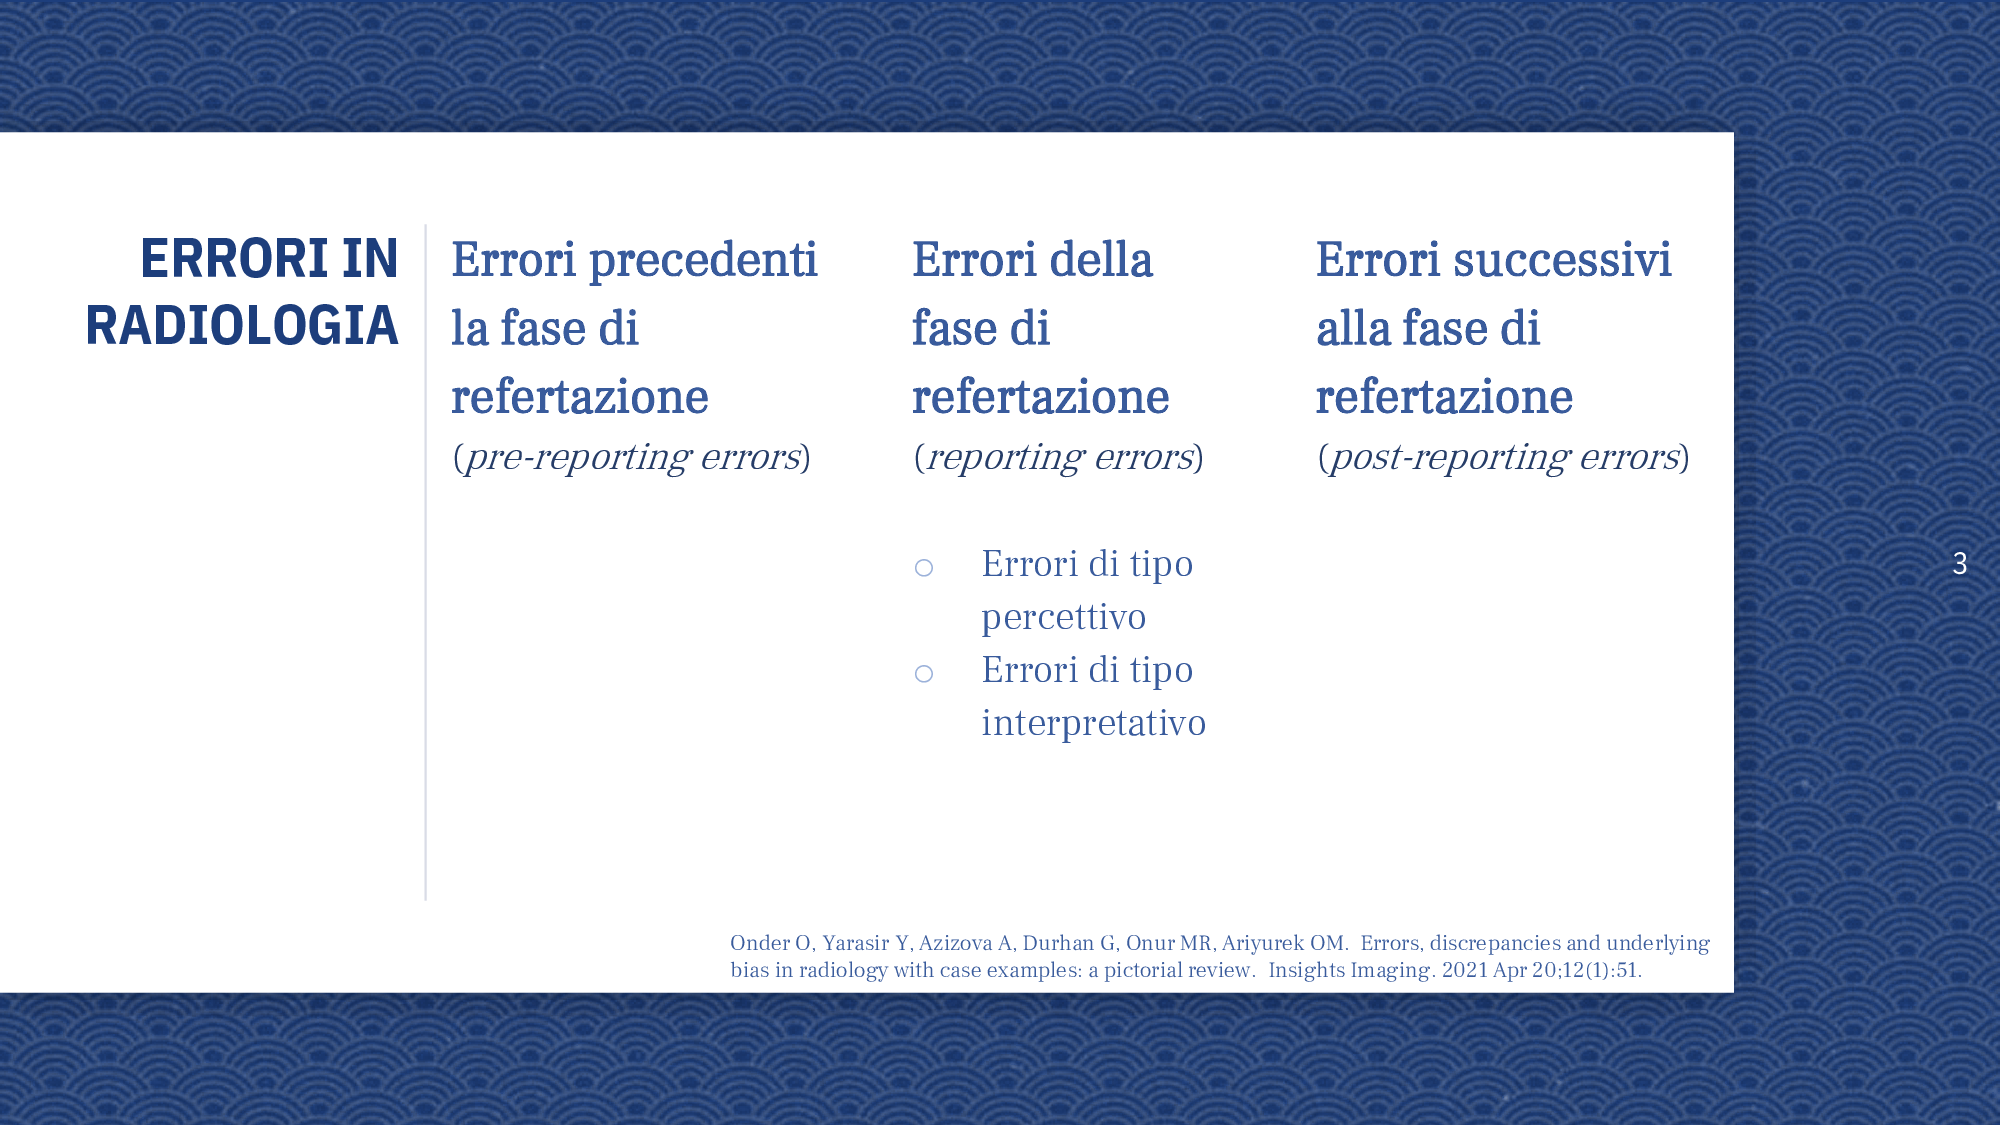 ERRORI IN
RADIOLOGIA
Errori precedenti
la fase di
refertazione
(pre-reporting errors)
Errori della
fase di
refertazione
(reporting errors)
○ Errori di tipo
percettivo
○ Errori di tipo
interpretativo
Errori successivi
alla fase di
refertazione
(post-reporting errors)
3
Onder O, Yarasir Y, Azizova A, Durhan G, Onur MR, Ariyurek OM.  Errors, discrepancies and underlying
bias in radiology with case examples: a pictorial review.  Insights Imaging. 2021 Apr 20;12(1):51.